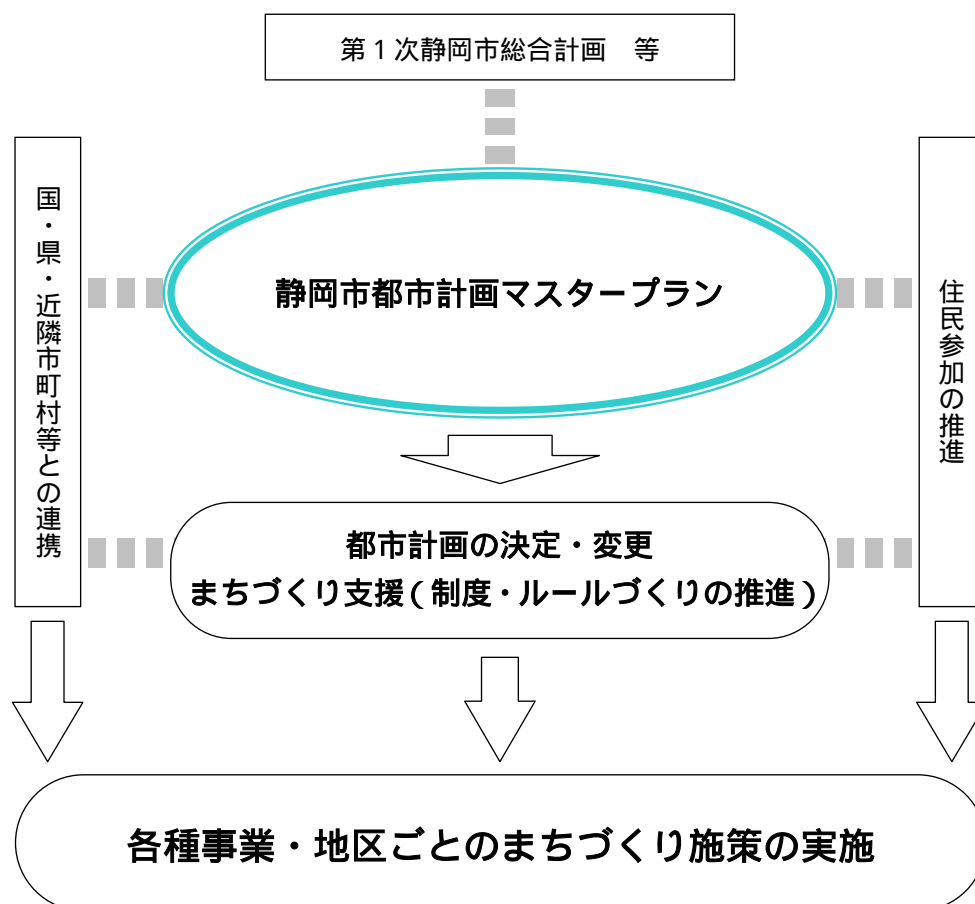 第１次静岡市総合計画　等
国・県・近隣市町村等との連携
静岡市都市計画マスタープラン
住民参加の推進
都市計画の決定・変更
まちづくり支援（制度・ルールづくりの推進）
各種事業・地区ごとのまちづくり施策の実施